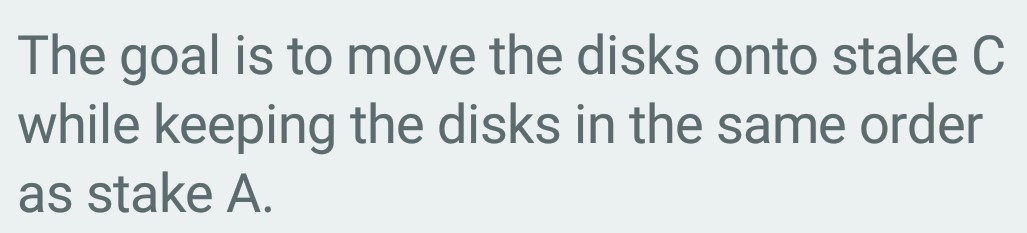 The goal is to move the disks onto stake C
while keeping the disks in the same order
as stake A.